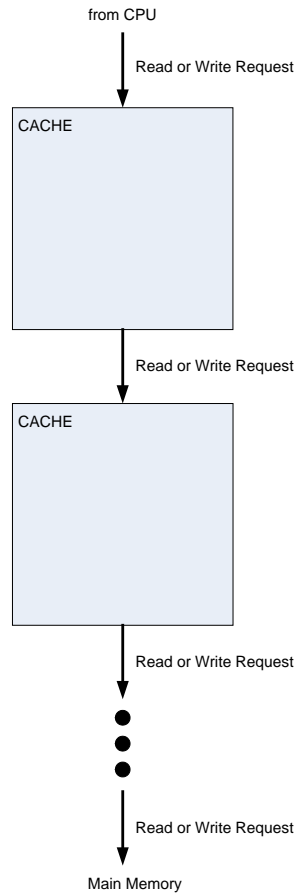 from CPU
Read or Write Request
CACHE
Read or Write Request
CACHE
Read or Write Request
Read or Write Request
Main Memory